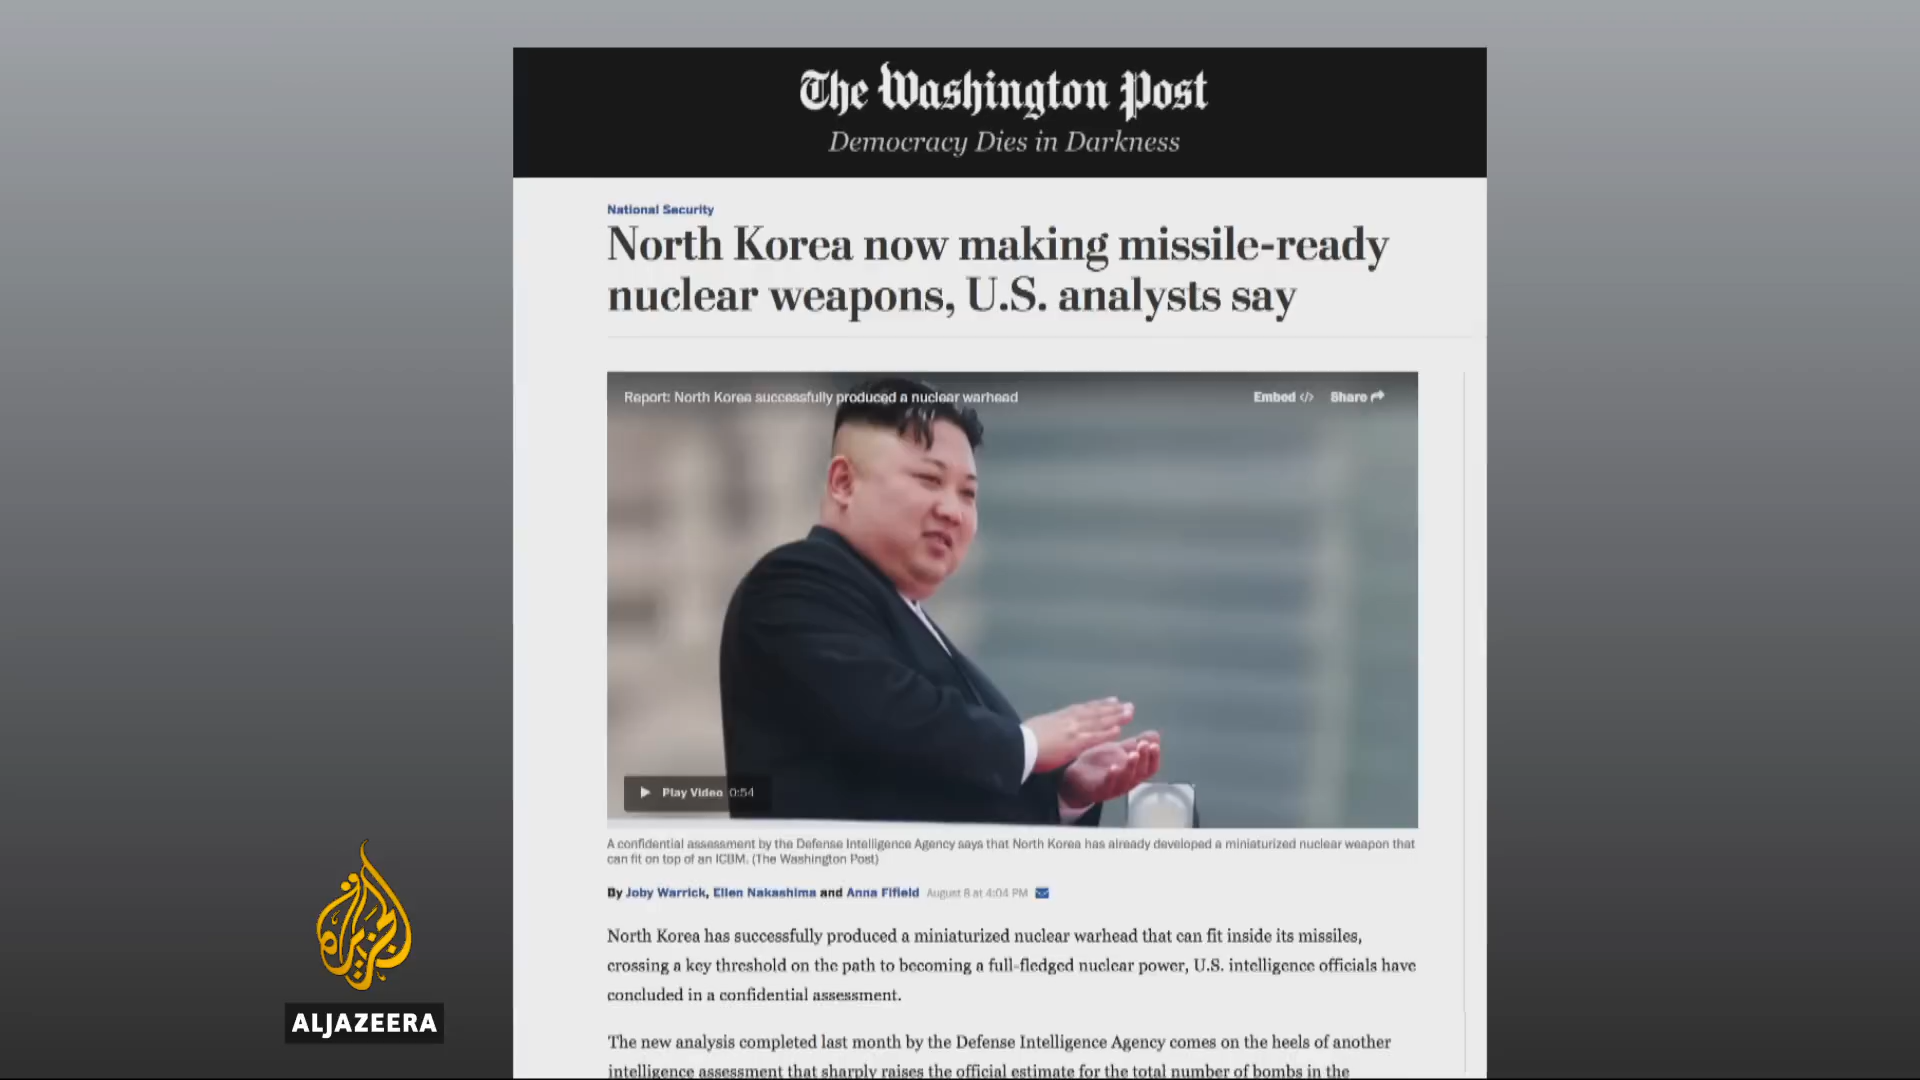 The Washington Post
Democracy Dies in Darkness
National Security
North Korea now making missile-ready
nuclear weapons, U.S. analysts say
Report: North Korea successfully produced a nuclear warhead
Embed </> Share
Play Video 0:54
A confidential assessment by the Defense Intelligence Agency says that North Korea has already developed a miniaturized nuclear weapon that
can fit on top of an ICBM. (The Washington Post)
By Joby Warrick, Ellen Nakashima and Anna Fifield August 8 at 4:04 PM
North Korea has successfully produced a miniaturized nuclear warhead that can fit inside its missiles,
crossing a key threshold on the path to becoming a full-fledged nuclear power, U.S. intelligence officials have
concluded in a confidential assessment.
The new analysis completed last month by the Defense Intelligence Agency comes on the heels of another
intelligence assessment that sharply raises the official estimate for the total number of bombs in the
الجزيرة
ALJAZEERA